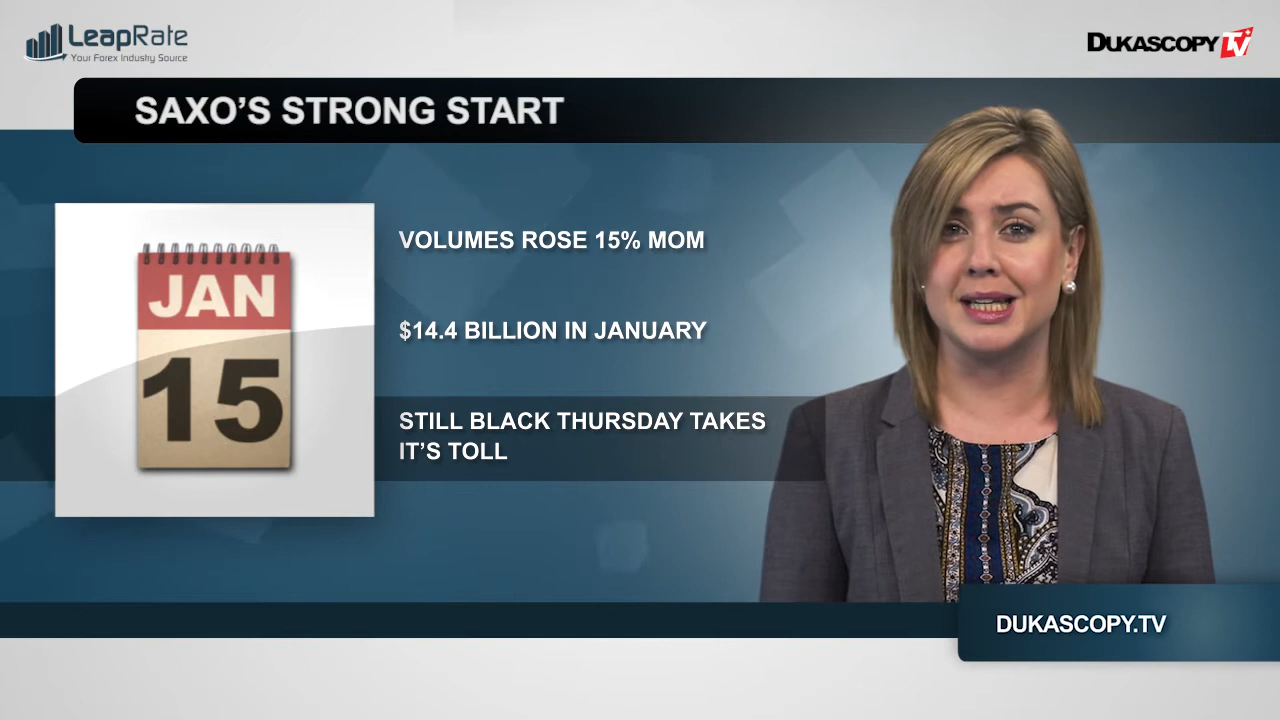 LeapRate
Your Forex Industry Source
DUKASCOPY TV
SAXO'S STRONG START
JAN
15
VOLUMES ROSE 15% MOM
$14.4 BILLION IN JANUARY
STILL BLACK THURSDAY TAKES
IT'S TOLL
DUKASCOPY.TV